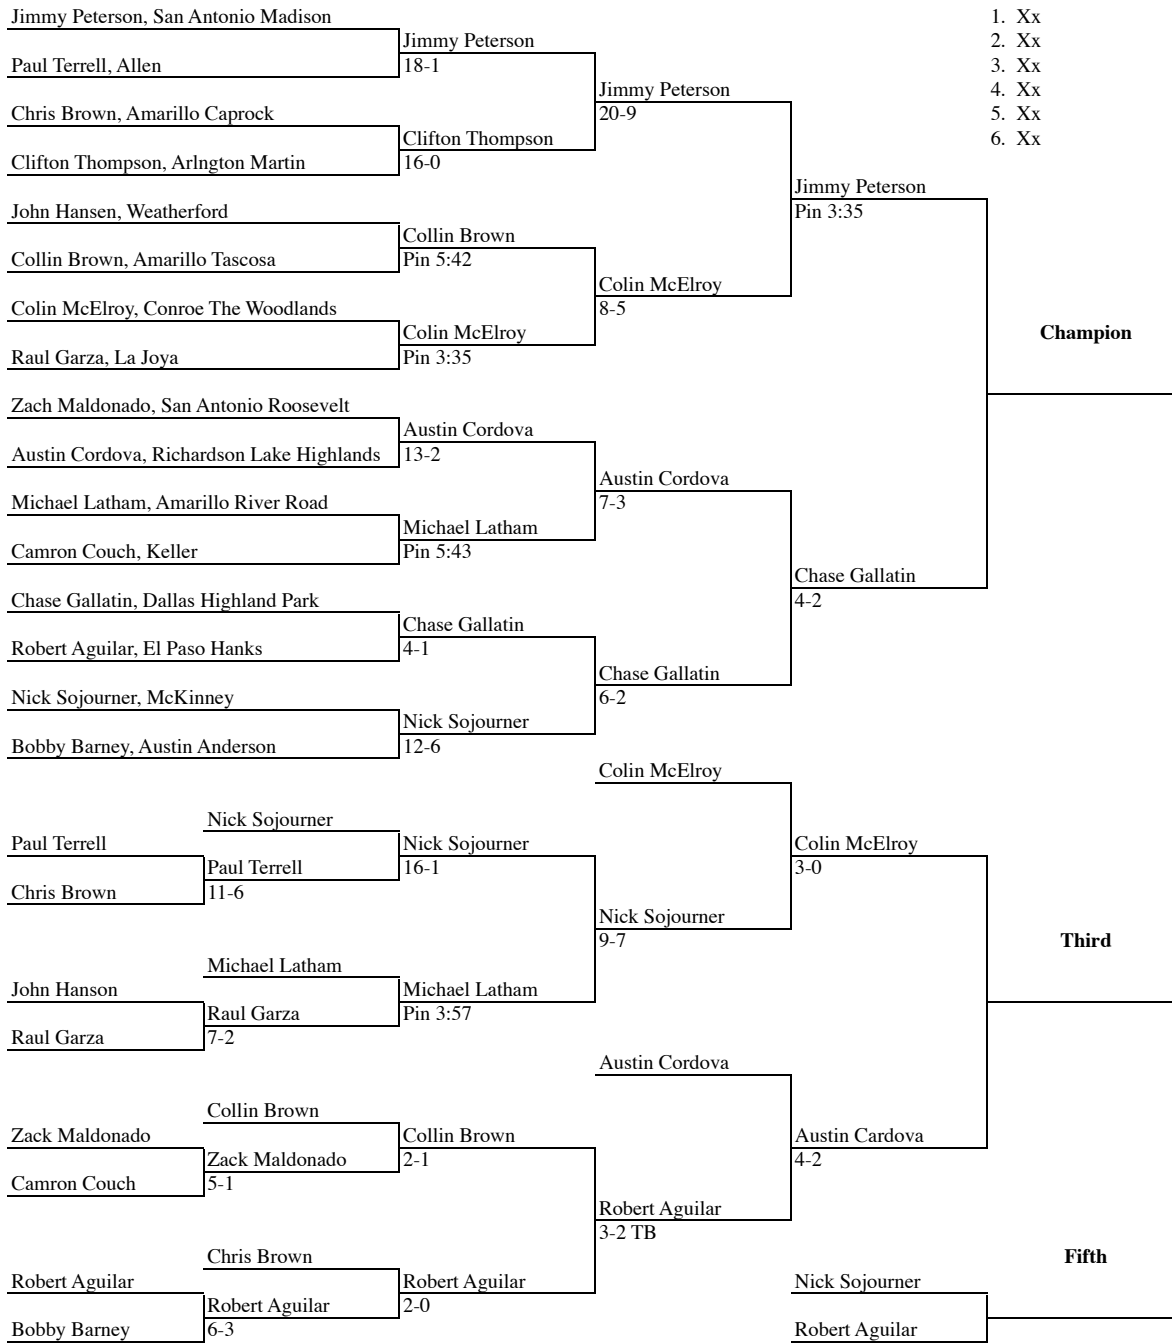 Jimmy Peterson, San Antonio Madison
Paul Terrell, Allen
Chris Brown, Amarillo Caprock
Clifton Thompson, Arlngton Martin
John Hansen, Weatherford
Collin Brown, Amarillo Tascosa
Colin McElroy, Conroe The Woodlands
Raul Garza, La Joya
Zach Maldonado, San Antonio Roosevelt
Austin Cordova, Richardson Lake Highlands
Michael Latham, Amarillo River Road
Camron Couch, Keller
Chase Gallatin, Dallas Highland Park
Robert Aguilar, El Paso Hanks
Nick Sojourner, McKinney
Bobby Barney, Austin Anderson
Jimmy Peterson
18-1
Clifton Thompson
16-0
Collin Brown
Pin 5:42
Colin McElroy
Pin 3:35
Austin Cordova
13-2
Michael Latham
Pin 5:43
Chase Gallatin
4-1
Nick Sojourner
12-6
Jimmy Peterson
20-9
Colin McElroy
8-5
Austin Cordova
7-3
Chase Gallatin
6-2
Jimmy Peterson
Pin 3:35
Chase Gallatin
4-2
1. Xx
2. Xx
3. Xx
4. Xx
5. Xx
6. Xx
Champion
Paul Terrell
Chris Brown
John Hanson
Raul Garza
Zack Maldonado
Camron Couch
Robert Aguilar
Bobby Barney
Nick Sojourner
Paul Terrell
11-6
Michael Latham
Raul Garza
7-2
Collin Brown
Zack Maldonado
5-1
Chris Brown
Robert Aguilar
6-3
Nick Sojourner
16-1
Michael Latham
Pin 3:57
Collin Brown
2-1
Robert Aguilar
2-0
Colin McElroy
Nick Sojourner
9-7
Austin Cordova
Robert Aguilar
3-2 TB
Colin McElroy
3-0
Austin Cardova
4-2
Third
Nick Sojourner
Robert Aguilar
Fifth